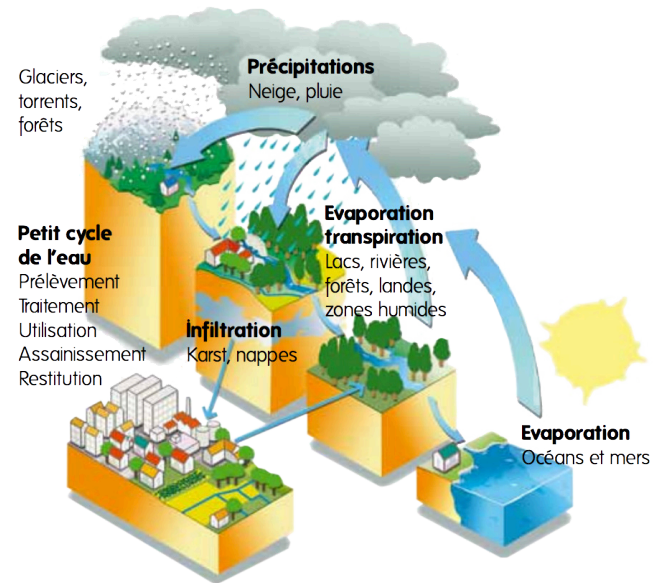 Glaciers,
torrents,
forêts
Précipitations
Neige, pluie
Petit cycle
de l'eau
Prélèvement
Traitement
Utilisation
Assainissement
Restitution
Evaporation
transpiration
Lacs, rivières,
forêts, landes,
zones humides
infiltration
Karst, nappes
Evaporation
Océans et mers